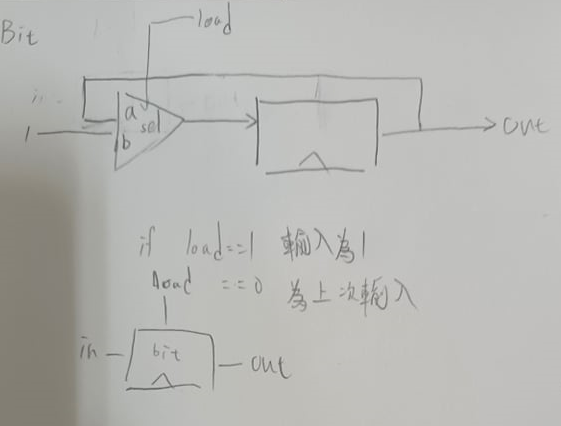 Bit
load
a
sel
b
1
out
if load==1 輸入為1
load ==0 為上次輸入
in
bit
out